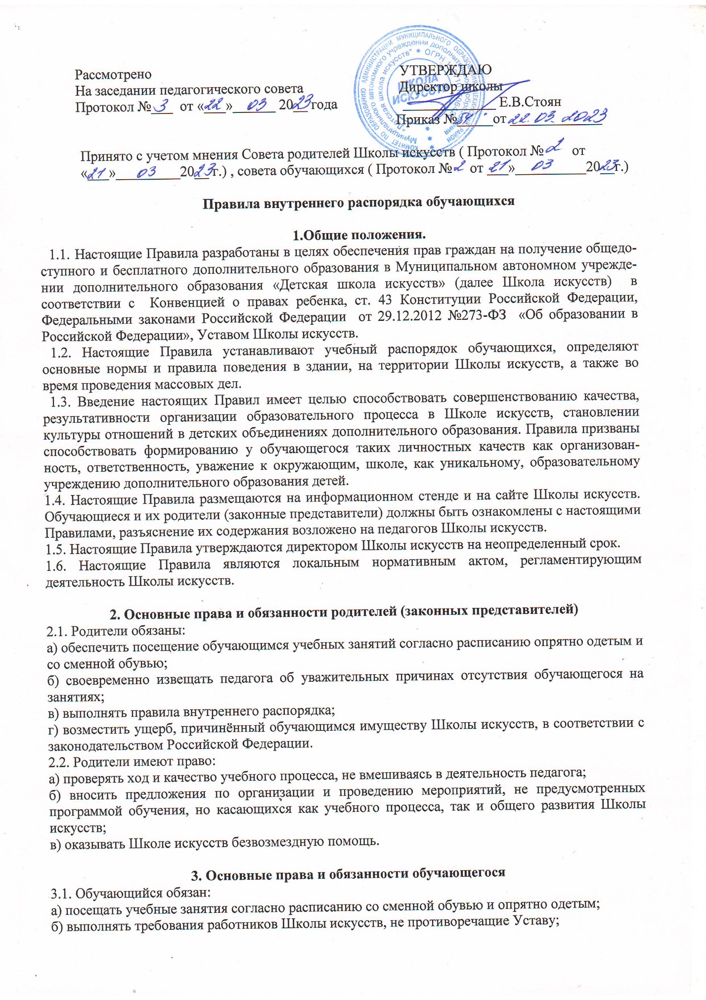 Рассмотрено
На заседании педагогического совета
Протокол № 3 от «22» 03 2023 года
УТВЕРЖДАЮ
Директор школы
Е.В.Стоян
Приказ № от 22.03.2023
ШКОЛА
ИСКУССТВ
Принято с учетом мнения Совета родителей Школы искусств ( Протокол № 2 от
«21» 03 2023 г.) , совета обучающихся ( Протокол № 2 от 21» 03 2023г.)
Правила внутреннего распорядка обучающихся
1.Общие положения.
1.1. Настоящие Правила разработаны в целях обеспечения прав граждан на получение общедо-
ступного и бесплатного дополнительного образования в Муниципальном автономном учрежде-
нии дополнительного образования «Детская школа искусств» (далее Школа искусств) в
соответствии с Конвенцией о правах ребенка, ст. 43 Конституции Российской Федерации,
Федеральными законами Российской Федерации от 29.12.2012 №273-ФЗ «Об образовании в
Российской Федерации», Уставом Школы искусств.
1.2. Настоящие Правила устанавливают учебный распорядок обучающихся, определяют
основные нормы и правила поведения в здании, на территории Школы искусств, а также во
время проведения массовых дел.
1.3. Введение настоящих Правил имеет целью способствовать совершенствованию качества,
результативности организации образовательного процесса в Школе искусств, становлении
культуры отношений в детских объединениях дополнительного образования. Правила призваны
способствовать формированию у обучающегося таких личностных качеств как организован-
ность, ответственность, уважение к окружающим, школе, как уникальному, образовательному
учреждению дополнительного образования детей.
1.4. Настоящие Правила размещаются на информационном стенде и на сайте Школы искусств.
Обучающиеся и их родители (законные представители) должны быть ознакомлены с настоящими
Правилами, разъяснение их содержания возложено на педагогов Школы искусств.
1.5. Настоящие Правила утверждаются директором Школы искусств на неопределенный срок.
1.6. Настоящие Правила являются локальным нормативным актом, регламентирующим
деятельность Школы искусств.
2. Основные права и обязанности родителей (законных представителей)
2.1. Родители обязаны:
а) обеспечить посещение обучающимся учебных занятий согласно расписанию опрятно одетым и
со сменной обувью;
б) своевременно извещать педагога об уважительных причинах отсутствия обучающегося на
занятиях;
в) выполнять правила внутреннего распорядка;
г) возместить ущерб, причинённый обучающимся имуществу Школы искусств, в соответствии с
законодательством Российской Федерации.
2.2. Родители имеют право:
а) проверять ход и качество учебного процесса, не вмешиваясь в деятельность педагога;
б) вносить предложения по организации и проведению мероприятий, не предусмотренных
программой обучения, но касающихся как учебного процесса, так и общего развития Школы
искусств;
в) оказывать Школе искусств безвозмездную помощь.
3. Основные права и обязанности обучающегося
3.1. Обучающийся обязан:
а) посещать учебные занятия согласно расписанию со сменной обувью и опрятно одетым;
б) выполнять требования работников Школы искусств, не противоречащие Уставу;